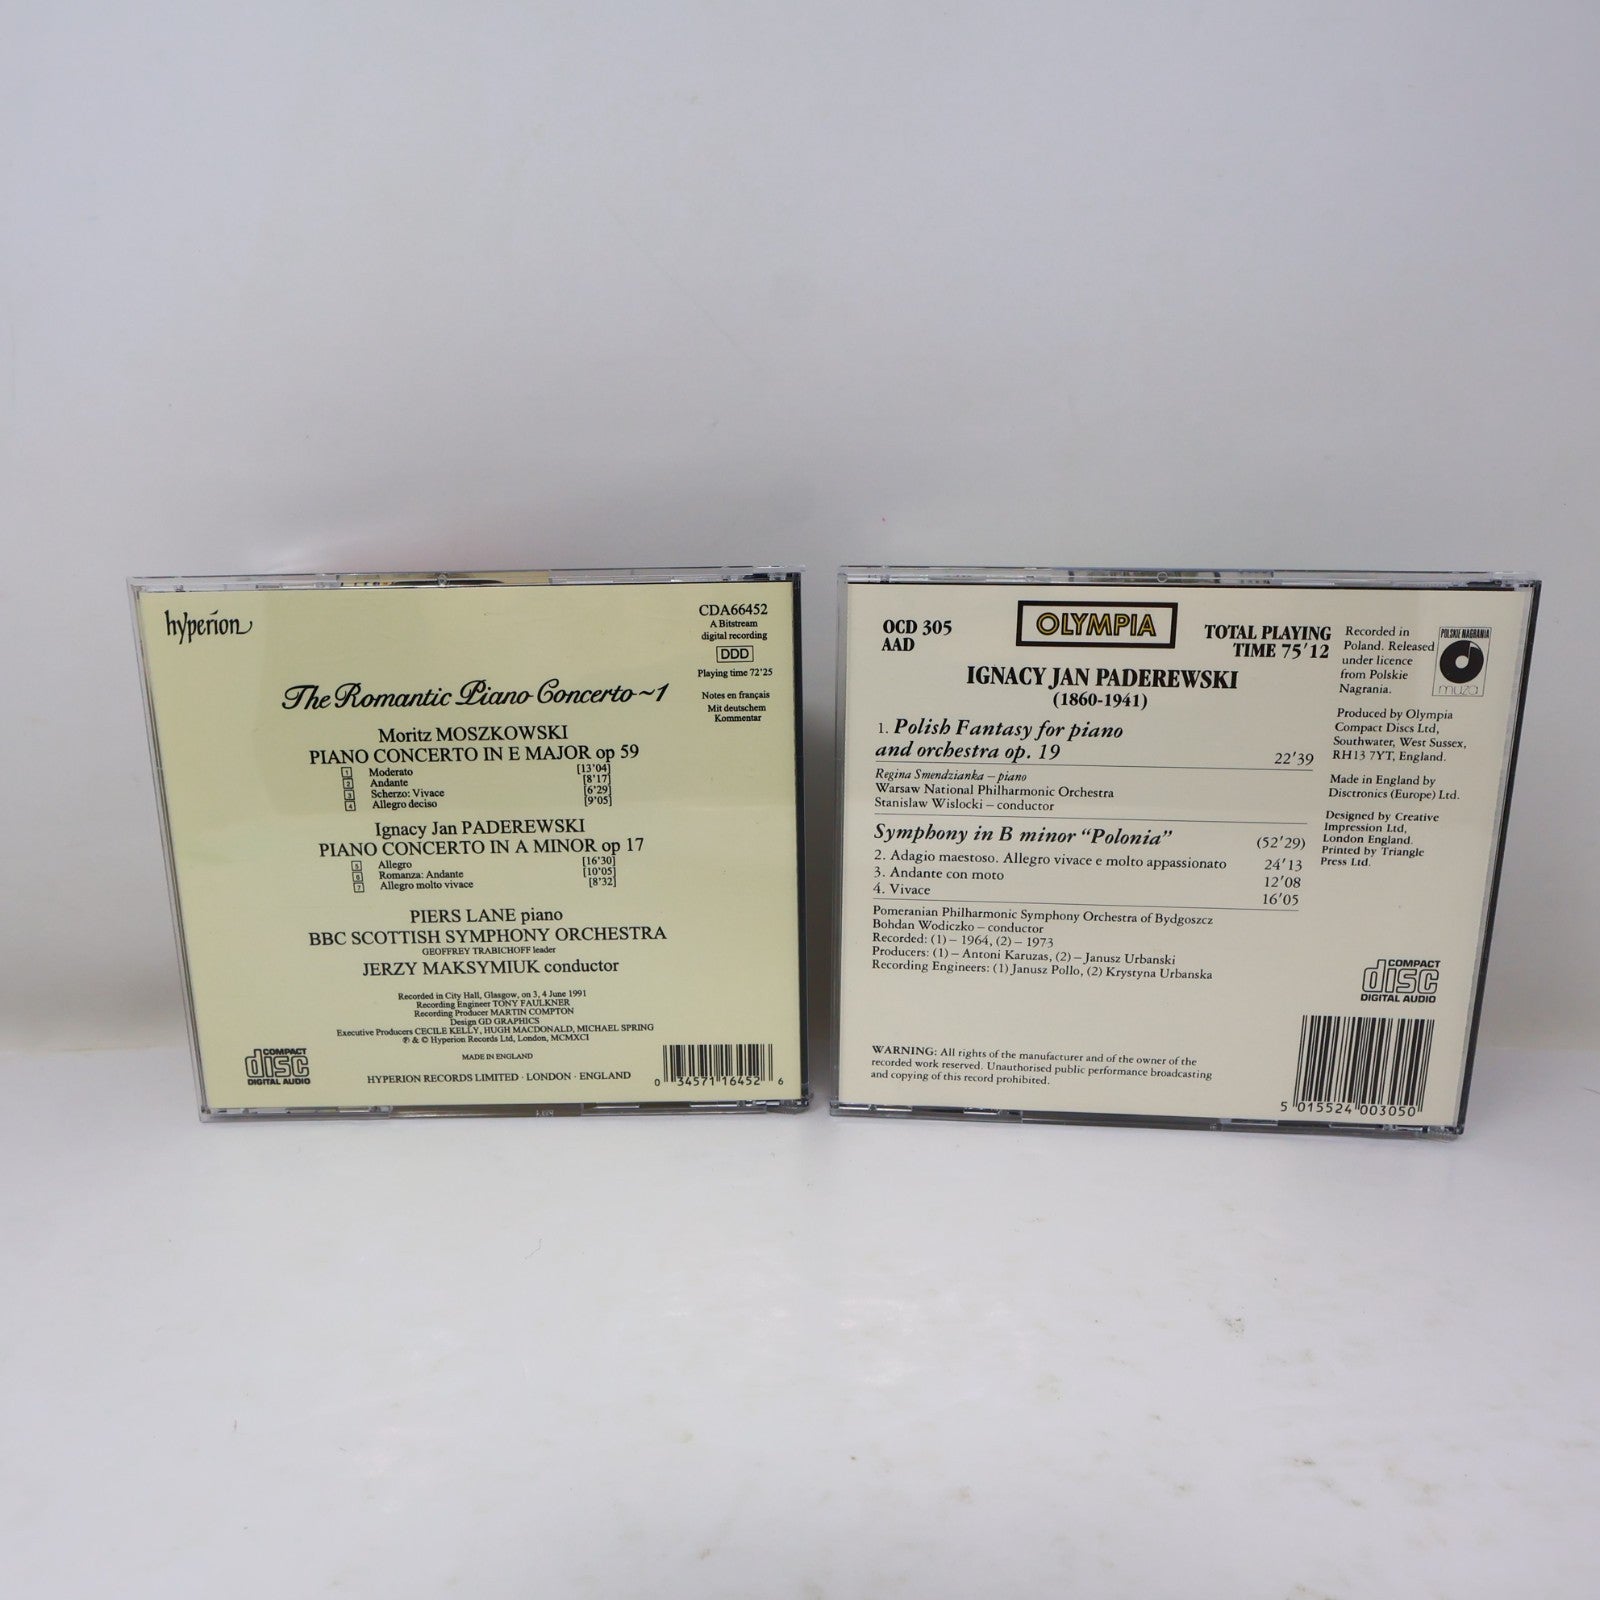 hyperion
CDA66452
A Bitstream
digital recording
DDD
Playing time 72'25
Notes en français
Mit deutschem
Kommentar
The Romantic Piano Concerto ~ 1
Moritz MOSZKOWSKI
PIANO CONCERTO IN E MAJOR op 59
1 Moderato [13'04]
2 Andante [8'17]
3 Scherzo: Vivace [6'29]
4 Allegro deciso [9'05]
Ignacy Jan PADEREWSKI
PIANO CONCERTO IN A MINOR op 17
5 Allegro [16'30]
6 Romanza: Andante [10'05]
7 Allegro molto vivace [8'32]
PIERS LANE piano
BBC SCOTTISH SYMPHONY ORCHESTRA
GEOFFREY TRABICHOFF leader
JERZY MAKSYMIUK conductor
Recorded in City Hall, Glasgow, on 3, 4 June 1991
Recording Engineer TONY FAULKNER
Recording Producer MARTIN COMPTON
Design GD GRAPHICS
Executive Producers CECILE KELLY, HUGH MACDONALD, MICHAEL SPRING
℗ & © Hyperion Records Ltd, London, MCMXCI
MADE IN ENGLAND
HYPERION RECORDS LIMITED · LONDON · ENGLAND
COMPACT
disc
DIGITAL AUDIO
0 34571 16452 6
OCD 305
AAD
OLYMPIA
TOTAL PLAYING
TIME 75'12
IGNACY JAN PADEREWSKI
(1860-1941)
1. Polish Fantasy for piano
and orchestra op. 19 22'39
Regina Smendzianka – piano
Warsaw National Philharmonic Orchestra
Stanislaw Wislocki – conductor
Symphony in B minor "Polonia" (52'29)
2. Adagio maestoso. Allegro vivace e molto appassionato 24'13
3. Andante con moto 12'08
4. Vivace 16'05
Pomeranian Philharmonic Symphony Orchestra of Bydgoszcz
Bohdan Wodiczko – conductor
Recorded: (1) – 1964, (2) – 1973
Producers: (1) – Antoni Karuzas, (2) – Janusz Urbanski
Recording Engineers: (1) Janusz Pollo, (2) Krystyna Urbanska
WARNING: All rights of the manufacturer and of the owner of the
recorded work reserved. Unauthorised public performance broadcasting
and copying of this record prohibited.
Recorded in
Poland. Released
under licence
from Polskie
Nagrania.
POLSKIE NAGRANIA
muza
Produced by Olympia
Compact Discs Ltd,
Southwater, West Sussex,
RH13 7YT, England.
Made in England by
Disctronics (Europe) Ltd.
Designed by Creative
Impression Ltd,
London England.
Printed by Triangle
Press Ltd.
COMPACT
disc
DIGITAL AUDIO
5 015524 003050